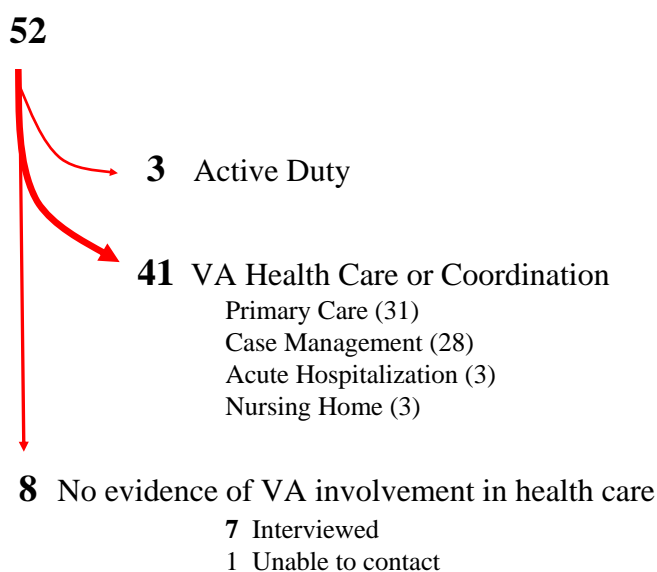 52
3 Active Duty
41 VA Health Care or Coordination
Primary Care (31)
Case Management (28)
Acute Hospitalization (3)
Nursing Home (3)
8 No evidence of VA involvement in health care
7 Interviewed
1 Unable to contact